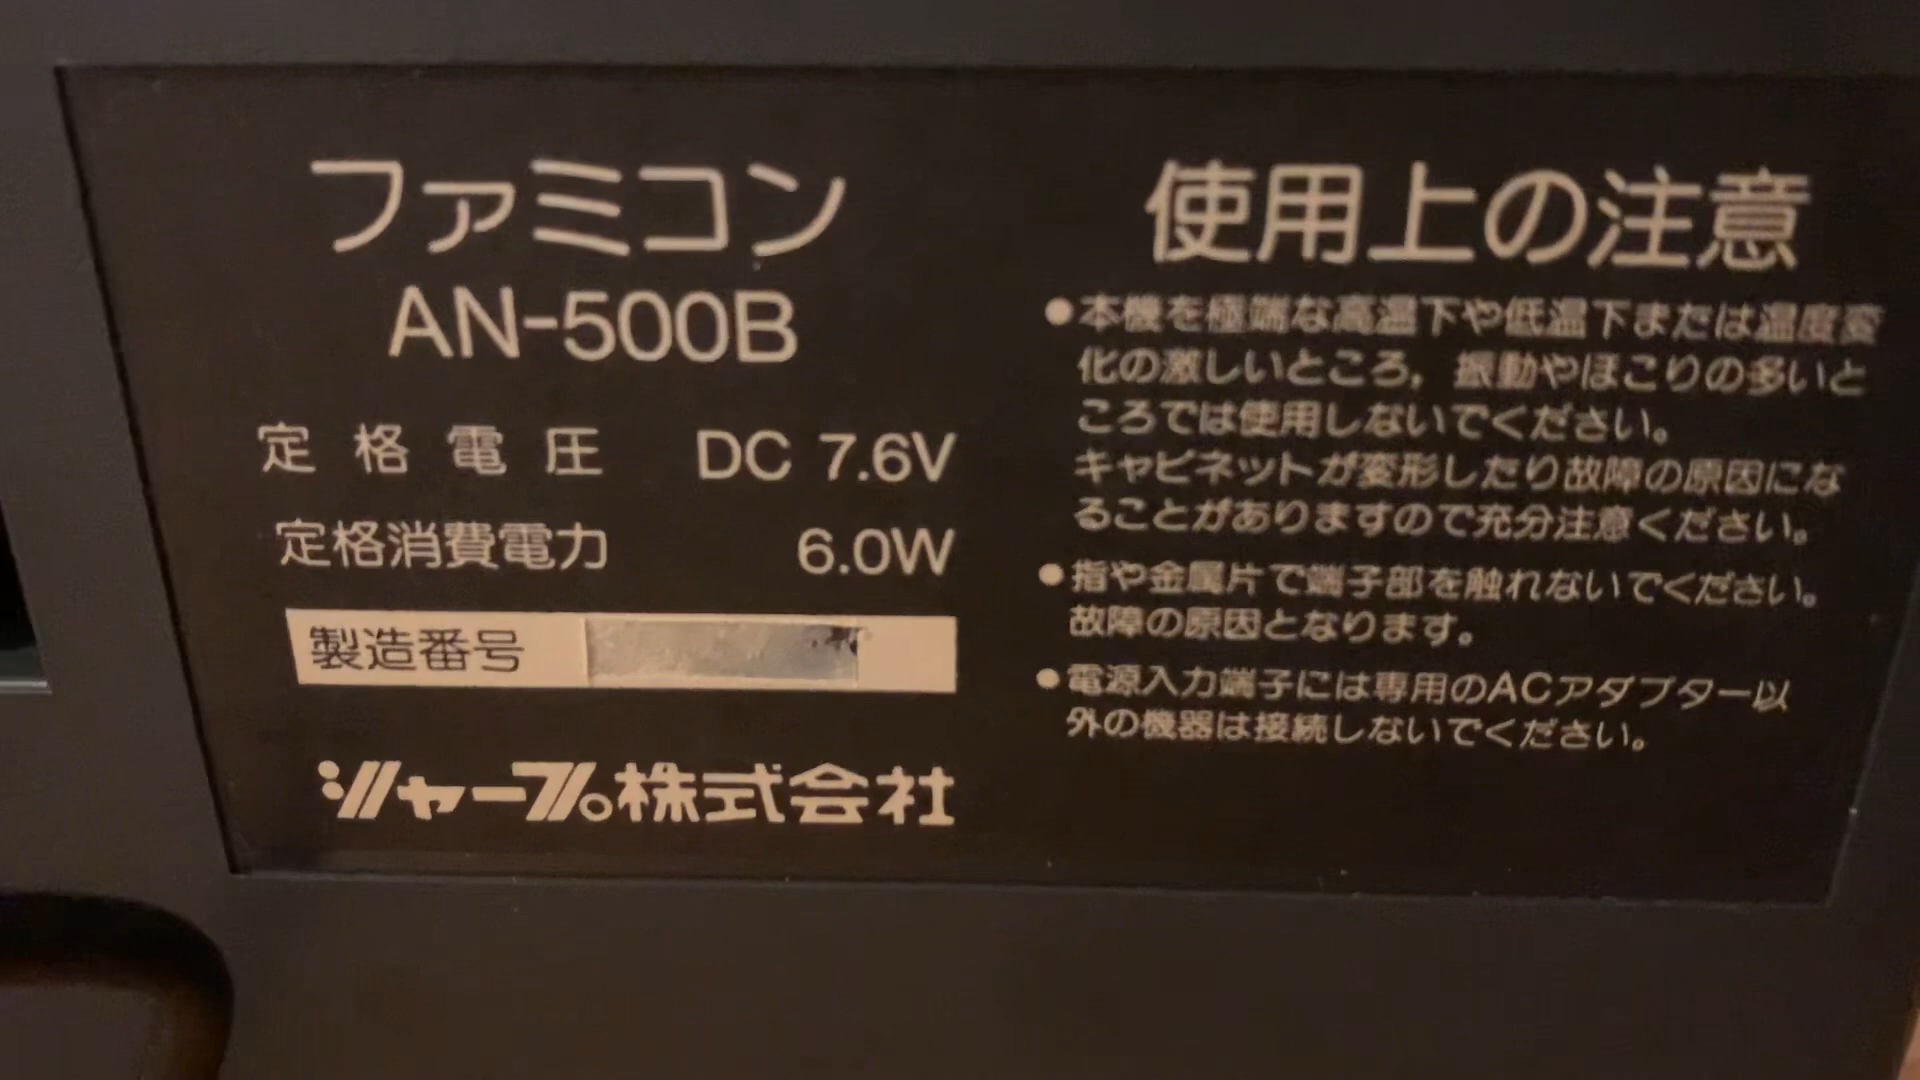 ファミコン
AN-500B
定格電圧 DC 7.6V
定格消費電力 6.0W
製造番号
シャープ株式会社
使用上の注意
●本機を極端な高温下や低温下または温度変
化の激しいところ，振動やほこりの多いと
ころでは使用しないでください。
キャビネットが変形したり故障の原因にな
ることがありますので充分注意ください。
●指や金属片で端子部を触れないでください。
故障の原因となります。
●電源入力端子には専用のACアダプター以
外の機器は接続しないでください。